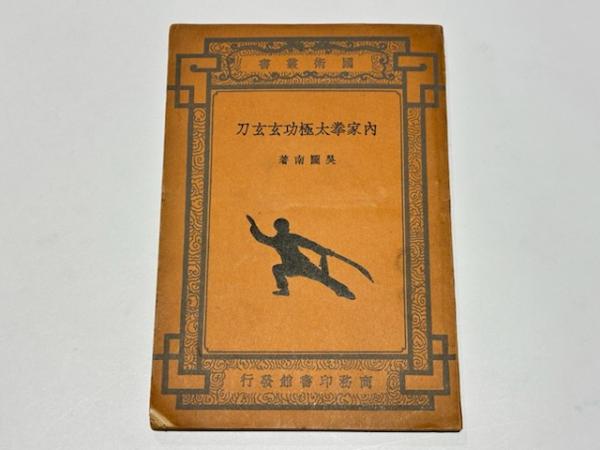 國術叢書
內家拳太極功玄玄刀
吳圖南著
商務印書館發行